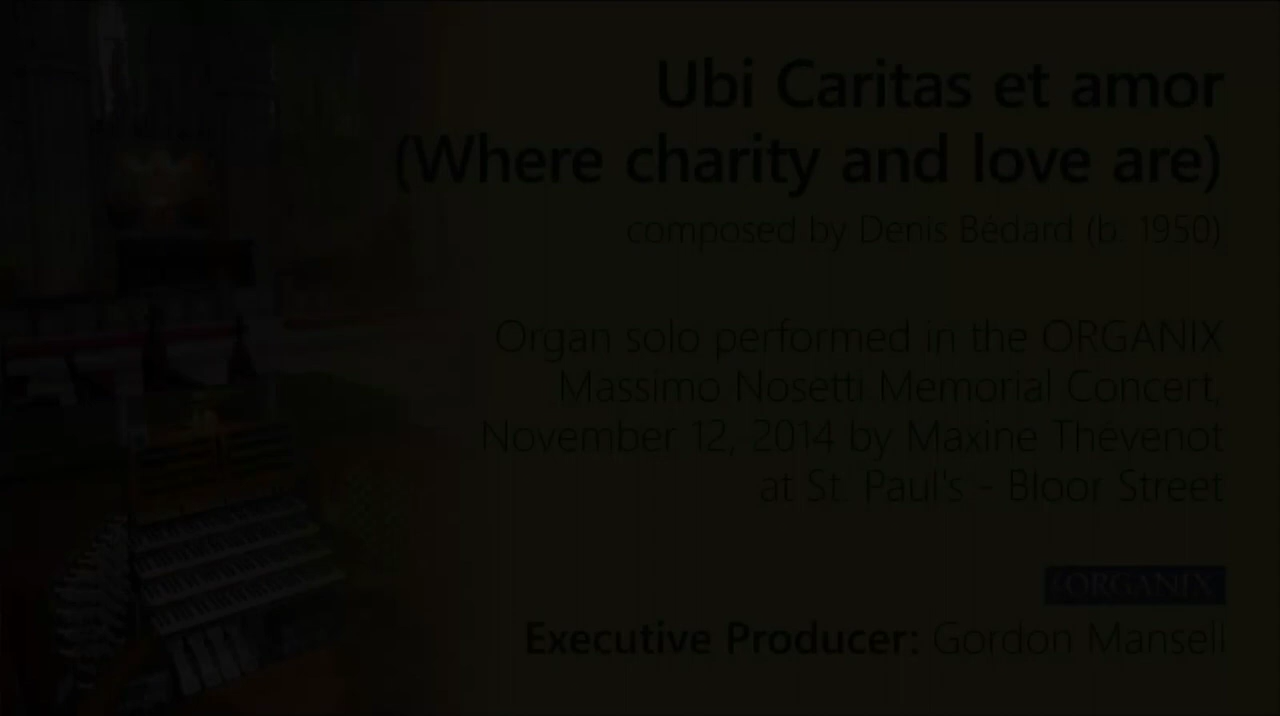 Ubi Caritas et amor
(Where charity and love are)
composed by Denis Bédard (b. 1950)
Organ solo performed in the ORGANIX
Massimo Nosetti Memorial Concert,
November 12, 2014 by Maxine Thévenot
at St. Paul's - Bloor Street
ORGANIX
Executive Producer: Gordon Mansell